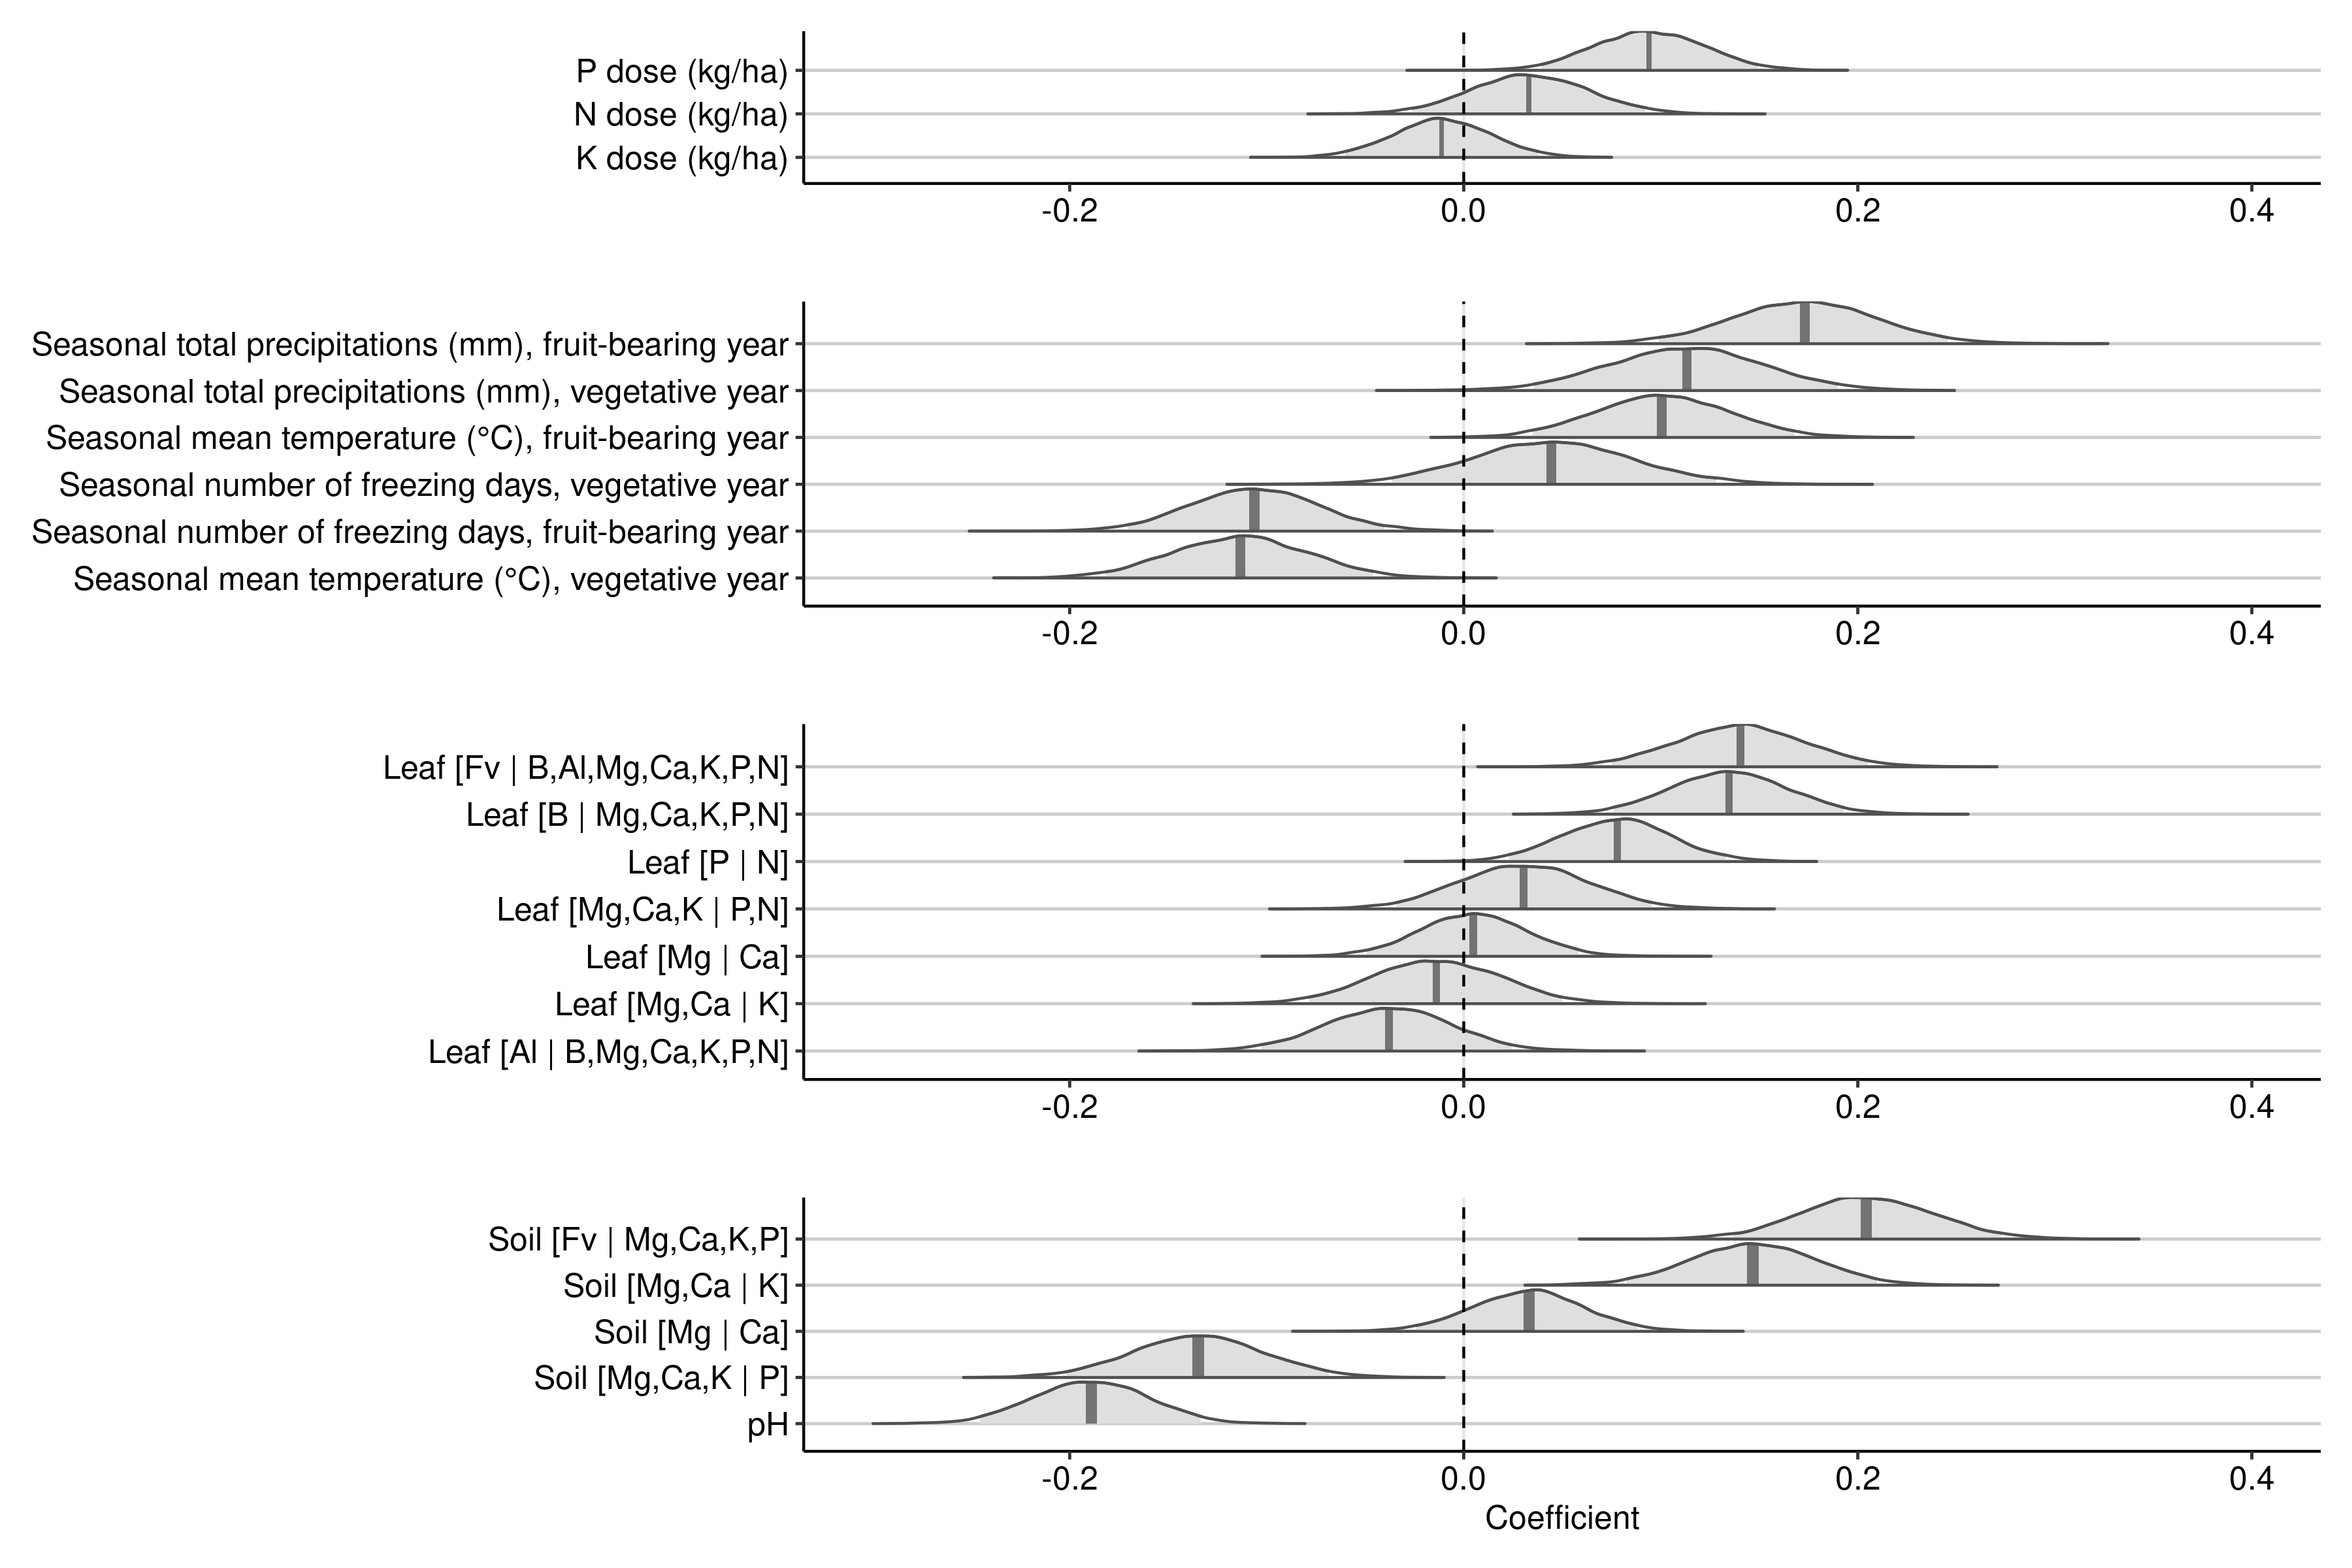 P dose (kg/ha)
N dose (kg/ha)
K dose (kg/ha)
-0.2 0.0 0.2 0.4
Seasonal total precipitations (mm), fruit-bearing year
Seasonal total precipitations (mm), vegetative year
Seasonal mean temperature (°C), fruit-bearing year
Seasonal number of freezing days, vegetative year
Seasonal number of freezing days, fruit-bearing year
Seasonal mean temperature (°C), vegetative year
-0.2 0.0 0.2 0.4
Leaf [Fv | B,Al,Mg,Ca,K,P,N]
Leaf [B | Mg,Ca,K,P,N]
Leaf [P | N]
Leaf [Mg,Ca,K | P,N]
Leaf [Mg | Ca]
Leaf [Mg,Ca | K]
Leaf [Al | B,Mg,Ca,K,P,N]
-0.2 0.0 0.2 0.4
Soil [Fv | Mg,Ca,K,P]
Soil [Mg,Ca | K]
Soil [Mg | Ca]
Soil [Mg,Ca,K | P]
pH
-0.2 0.0 0.2 0.4
Coefficient